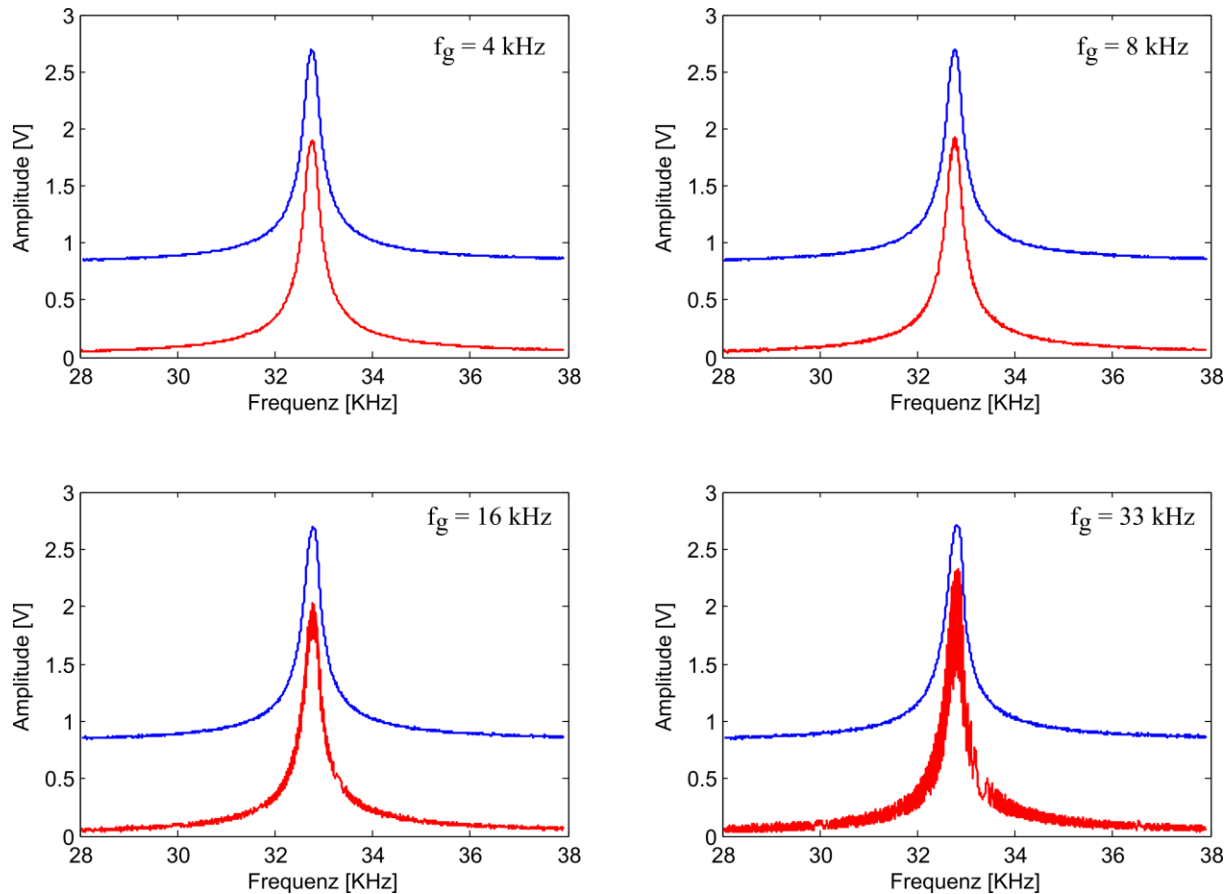 3
2.5
2
1.5
1
0.5
0
Amplitude [V]
f_g = 4 kHz
28 30 32 34 36 38
Frequenz [KHz]
3
2.5
2
1.5
1
0.5
0
Amplitude [V]
f_g = 8 kHz
28 30 32 34 36 38
Frequenz [KHz]
3
2.5
2
1.5
1
0.5
0
Amplitude [V]
f_g = 16 kHz
28 30 32 34 36 38
Frequenz [KHz]
3
2.5
2
1.5
1
0.5
0
Amplitude [V]
f_g = 33 kHz
28 30 32 34 36 38
Frequenz [KHz]